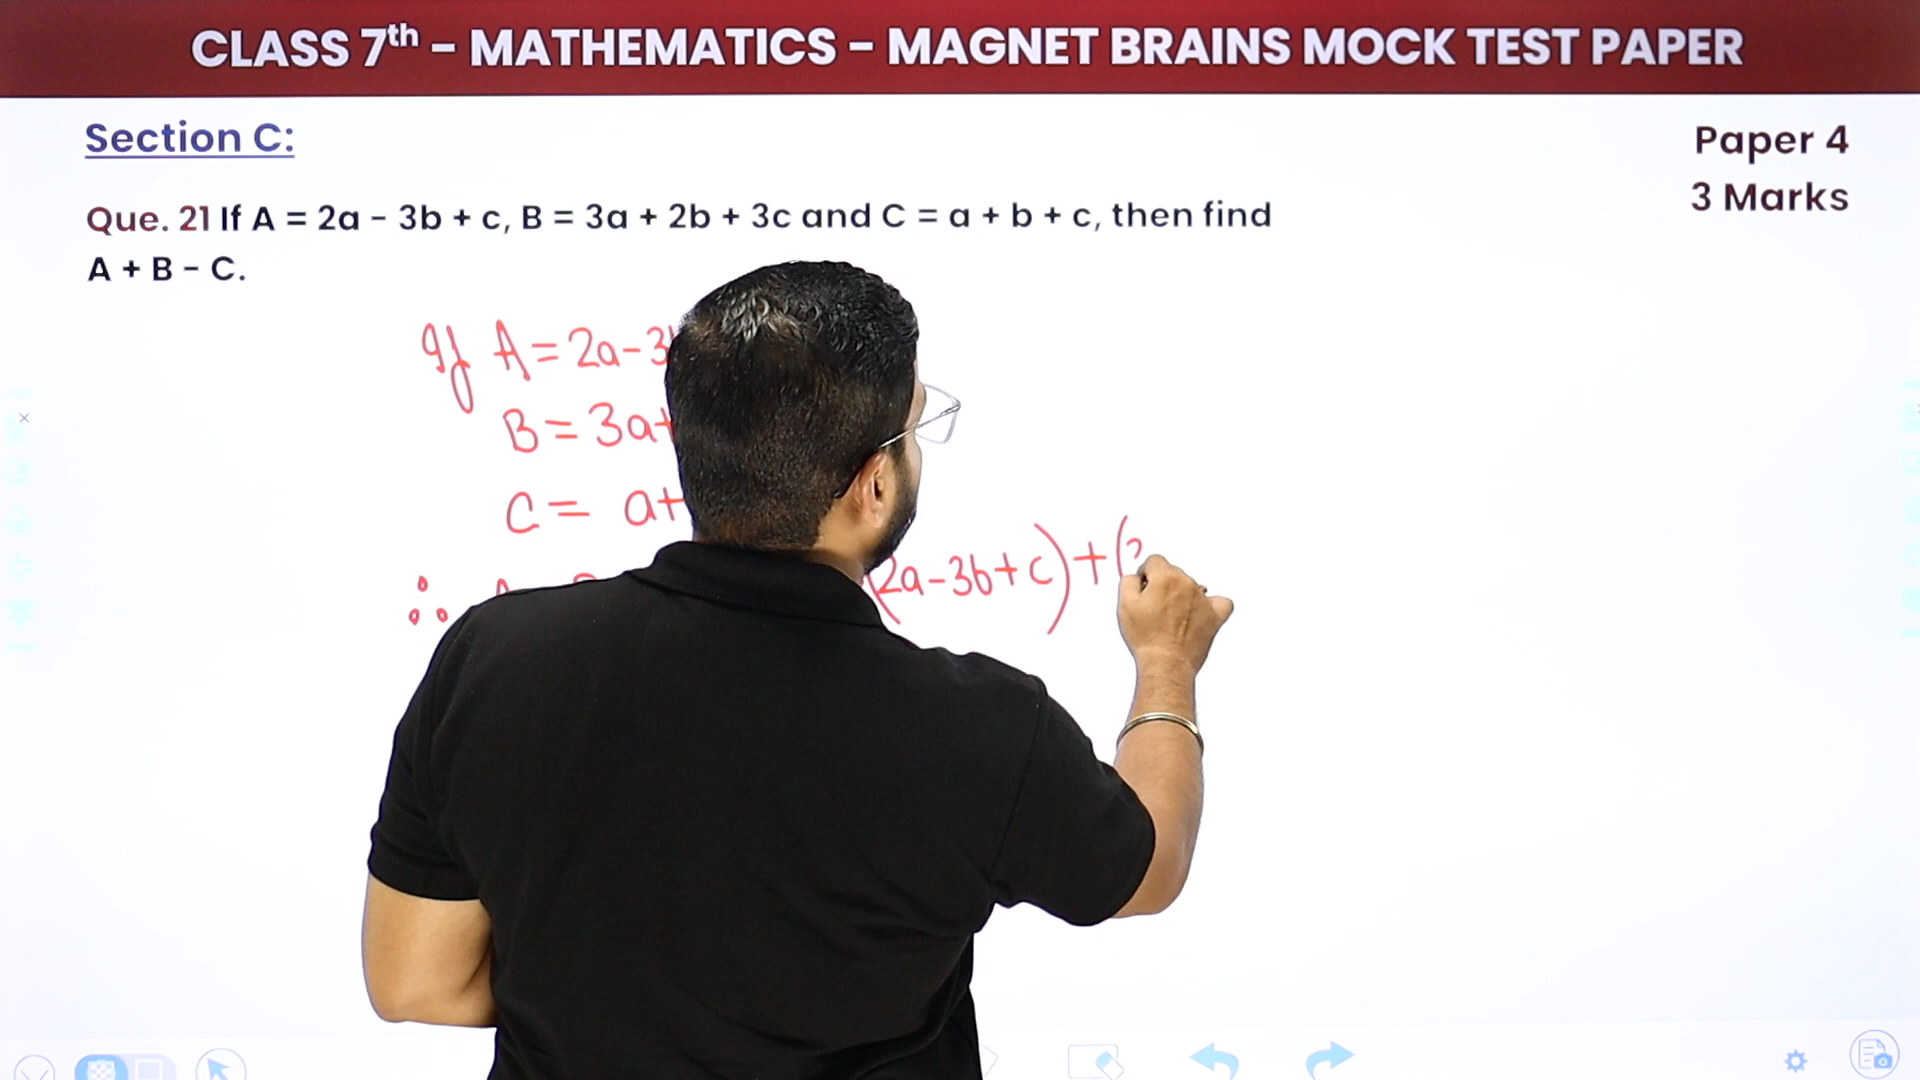 CLASS 7th – MATHEMATICS – MAGNET BRAINS MOCK TEST PAPER
Section C:
Paper 4
3 Marks
Que. 21 If A = 2a - 3b + c, B = 3a + 2b + 3c and C = a + b + c, then find
A + B - C.
If A = 2a - 3
B = 3a +
C = a +
∴ (2a - 3b + c) + (